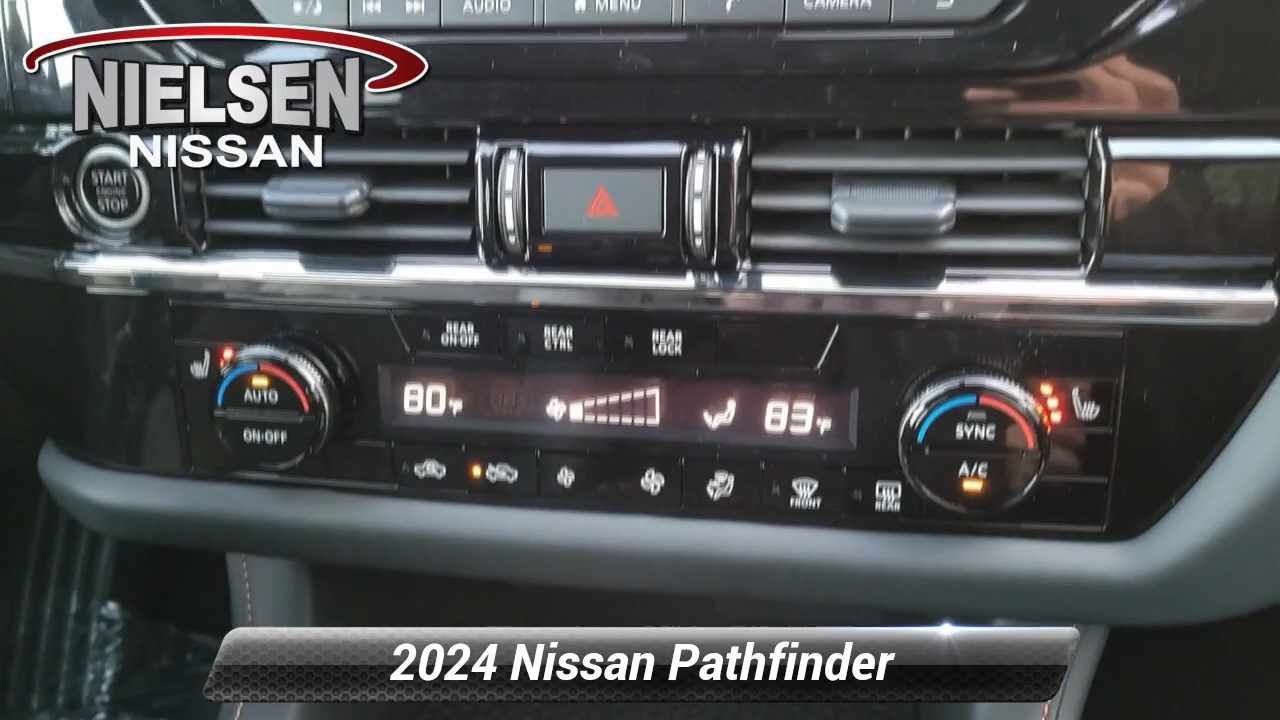 AUDIO
MENU
CAMERA
NIELSEN
NISSAN
START
ENGINE
STOP
REAR
ON·OFF
REAR
CTRL
REAR
LOCK
80°F
83°F
AUTO
ON·OFF
SYNC
A/C
FRONT
REAR
2024 Nissan Pathfinder